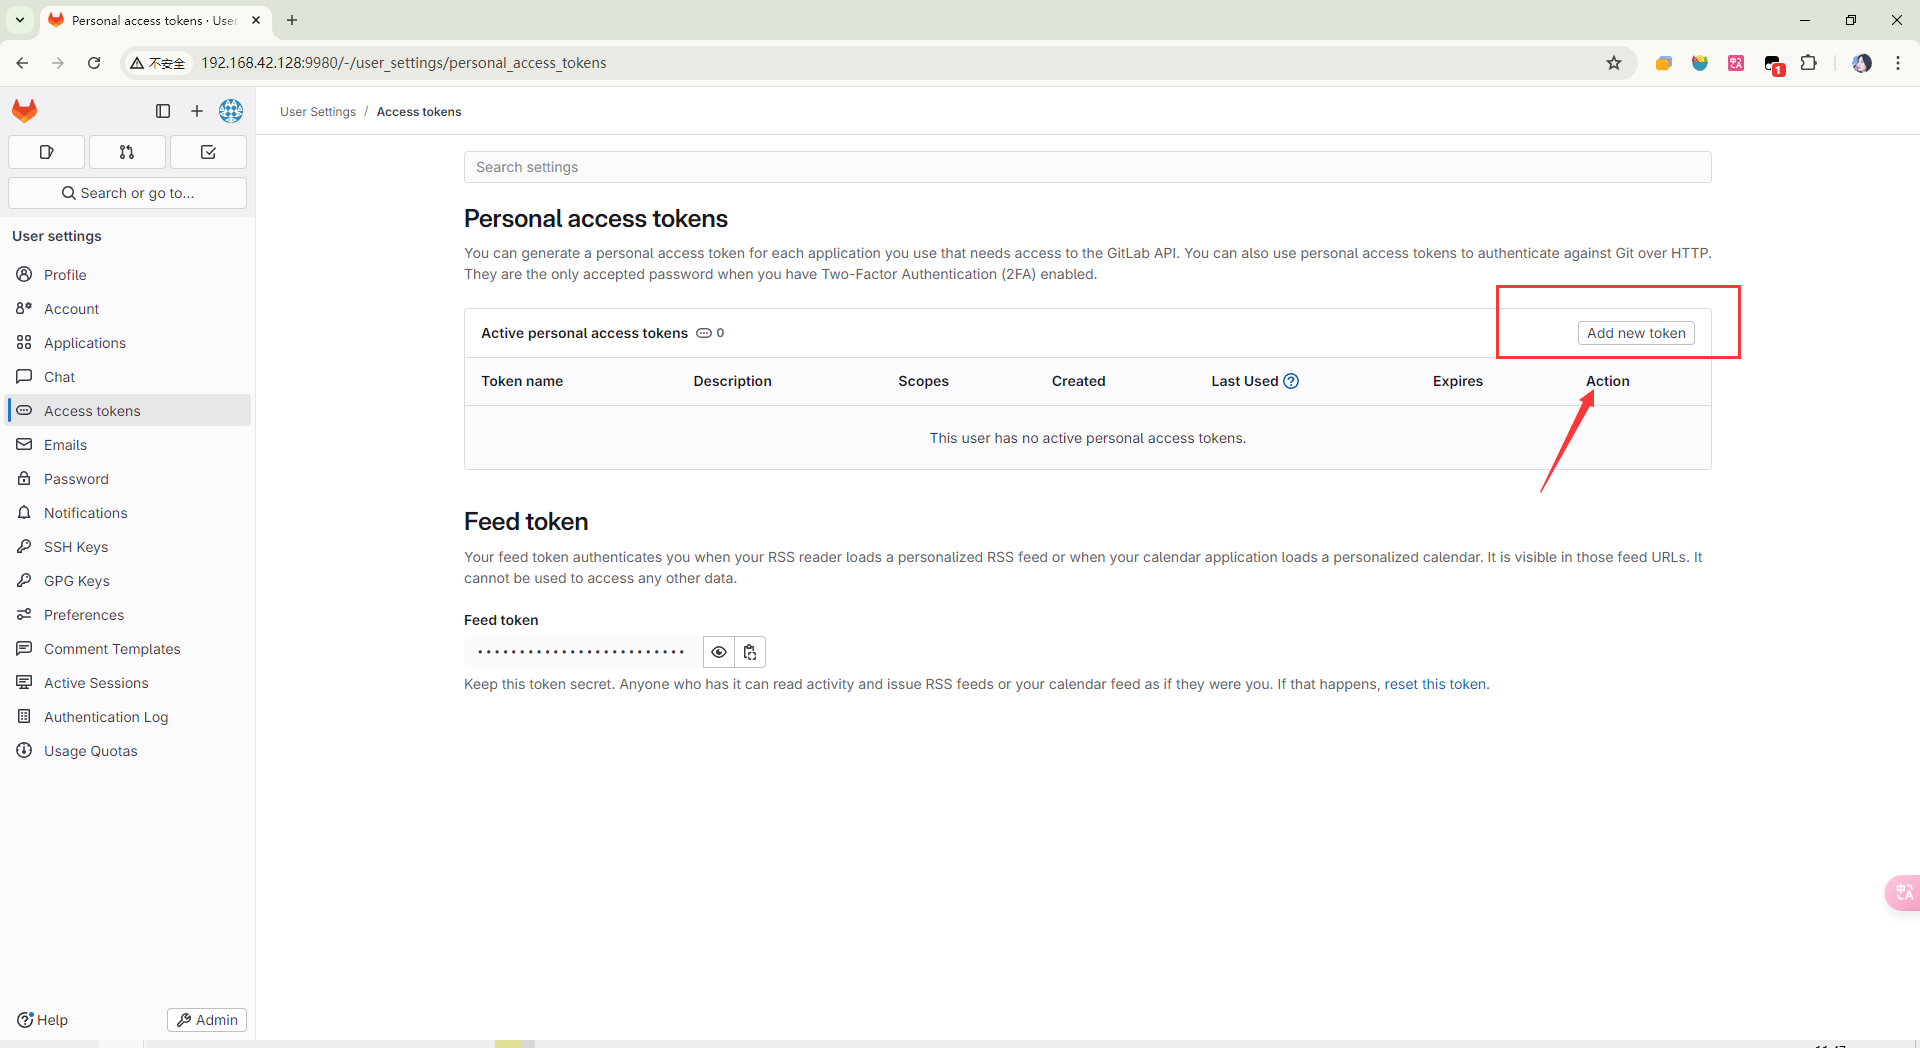 Personal access tokens · User
不安全
192.168.42.128:9980/-/user_settings/personal_access_tokens
1
User Settings / Access tokens
Search or go to...
User settings
Profile
Account
Applications
Chat
Access tokens
Emails
Password
Notifications
SSH Keys
GPG Keys
Preferences
Comment Templates
Active Sessions
Authentication Log
Usage Quotas
Help
Admin
Search settings
Personal access tokens
You can generate a personal access token for each application you use that needs access to the GitLab API. You can also use personal access tokens to authenticate against Git over HTTP.
They are the only accepted password when you have Two-Factor Authentication (2FA) enabled.
Active personal access tokens 0
Add new token
Token name Description Scopes Created Last Used Expires Action
This user has no active personal access tokens.
Feed token
Your feed token authenticates you when your RSS reader loads a personalized RSS feed or when your calendar application loads a personalized calendar. It is visible in those feed URLs. It
cannot be used to access any other data.
Feed token
•••••••••••••••••••••••••
Keep this token secret. Anyone who has it can read activity and issue RSS feeds or your calendar feed as if they were you. If that happens, reset this token.